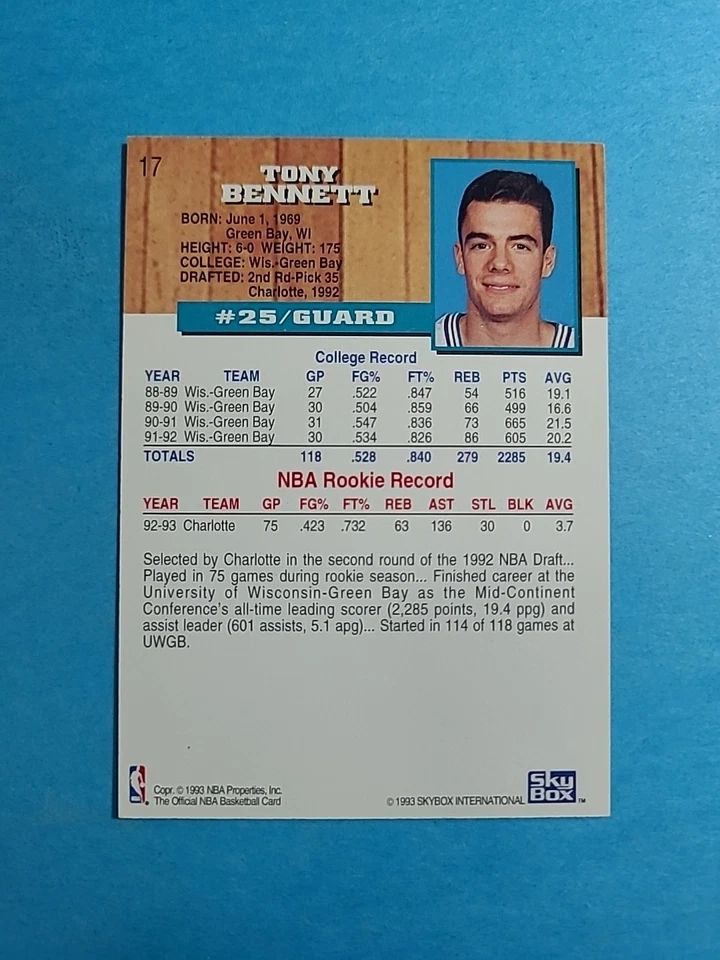 17
TONY
BENNETT
BORN: June 1, 1969
Green Bay, WI
HEIGHT: 6-0 WEIGHT: 175
COLLEGE: Wis.-Green Bay
DRAFTED: 2nd Rd-Pick 35
Charlotte, 1992
#25/GUARD
College Record
YEAR TEAM GP FG% FT% REB PTS AVG
88-89 Wis.-Green Bay 27 .522 .847 54 516 19.1
89-90 Wis.-Green Bay 30 .504 .859 66 499 16.6
90-91 Wis.-Green Bay 31 .547 .836 73 665 21.5
91-92 Wis.-Green Bay 30 .534 .826 86 605 20.2
TOTALS 118 .528 .840 279 2285 19.4
NBA Rookie Record
YEAR TEAM GP FG% FT% REB AST STL BLK AVG
92-93 Charlotte 75 .423 .732 63 136 30 0 3.7
Selected by Charlotte in the second round of the 1992 NBA Draft...
Played in 75 games during rookie season... Finished career at the
University of Wisconsin-Green Bay as the Mid-Continent
Conference's all-time leading scorer (2,285 points, 19.4 ppg) and
assist leader (601 assists, 5.1 apg)... Started in 114 of 118 games at
UWGB.
Copr. © 1993 NBA Properties, Inc.
The Official NBA Basketball Card
© 1993 SKYBOX INTERNATIONAL
Sky
BOX
™